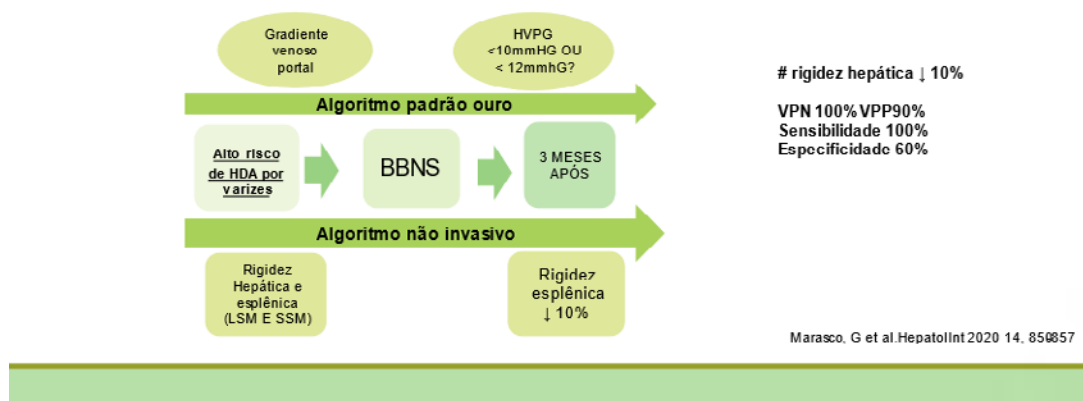 Gradiente
venoso
portal
HVPG
<10mmHG OU
< 12mmhG?
Algoritmo padrão ouro
Alto risco
de HDA por
varizes
BBNS
3 MESES
APÓS
Algoritmo não invasivo
Rigidez
Hepática e
esplênica
(LSM E SSM)
Rigidez
esplênica
↓ 10%
# rigidez hepática ↓ 10%
VPN 100% VPP90%
Sensibilidade 100%
Especificidade 60%
Marasco, G et al.HepatolInt 2020 14, 850857